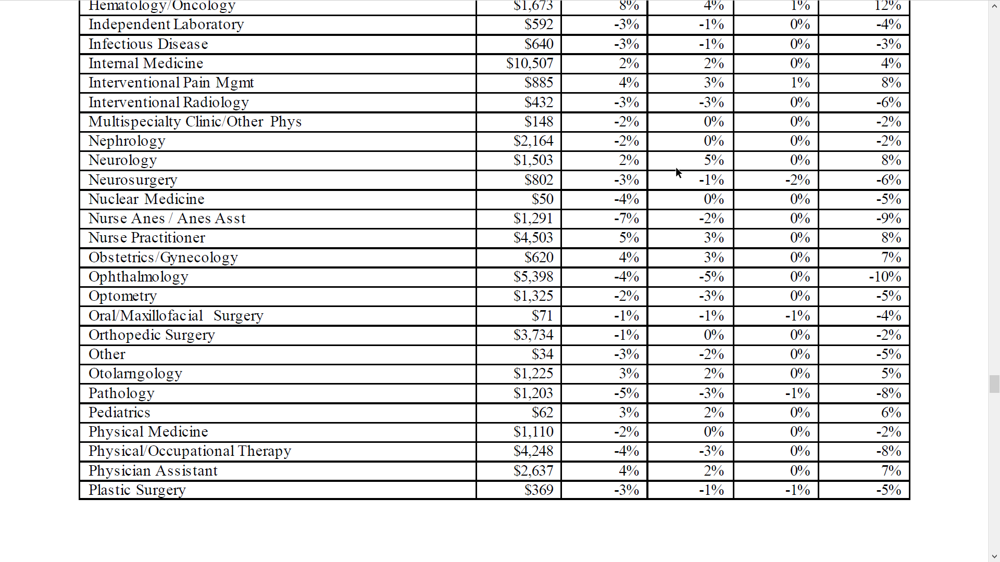 Hematology/Oncology $1,673 8% 4% 1% 12%
Independent Laboratory $592 -3% -1% 0% -4%
Infectious Disease $640 -3% -1% 0% -3%
Internal Medicine $10,507 2% 2% 0% 4%
Interventional Pain Mgmt $885 4% 3% 1% 8%
Interventional Radiology $432 -3% -3% 0% -6%
Multispecialty Clinic/Other Phys $148 -2% 0% 0% -2%
Nephrology $2,164 -2% 0% 0% -2%
Neurology $1,503 2% 5% 0% 8%
Neurosurgery $802 -3% -1% -2% -6%
Nuclear Medicine $50 -4% 0% 0% -5%
Nurse Anes / Anes Asst $1,291 -7% -2% 0% -9%
Nurse Practitioner $4,503 5% 3% 0% 8%
Obstetrics/Gynecology $620 4% 3% 0% 7%
Ophthalmology $5,398 -4% -5% 0% -10%
Optometry $1,325 -2% -3% 0% -5%
Oral/Maxillofacial Surgery $71 -1% -1% -1% -4%
Orthopedic Surgery $3,734 -1% 0% 0% -2%
Other $34 -3% -2% 0% -5%
Otolarngology $1,225 3% 2% 0% 5%
Pathology $1,203 -5% -3% -1% -8%
Pediatrics $62 3% 2% 0% 6%
Physical Medicine $1,110 -2% 0% 0% -2%
Physical/Occupational Therapy $4,248 -4% -3% 0% -8%
Physician Assistant $2,637 4% 2% 0% 7%
Plastic Surgery $369 -3% -1% -1% -5%